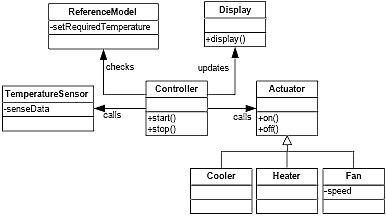 ReferenceModel
-setRequiredTemperature
Display
+display()
checks
updates
TemperatureSensor
-senseData
Controller
+start()
+stop()
Actuator
+on()
+off()
calls
calls
Cooler
Heater
Fan
-speed